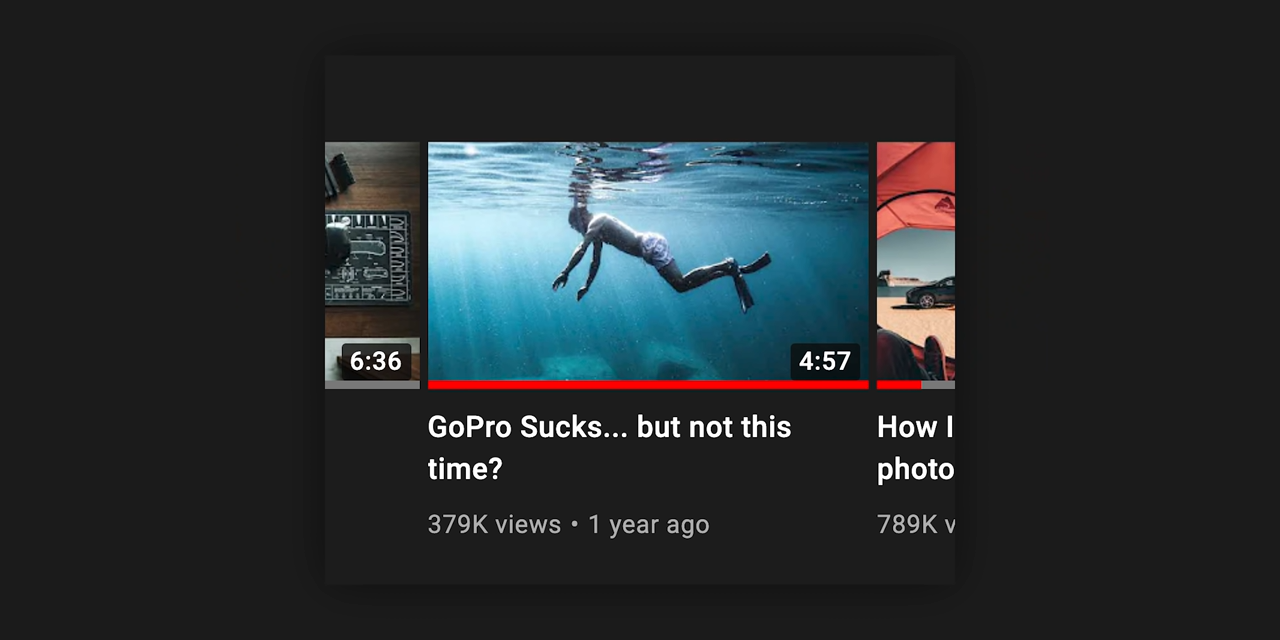 6:36
4:57
GoPro Sucks... but not this
time?
379K views • 1 year ago
How I
photo
789K v